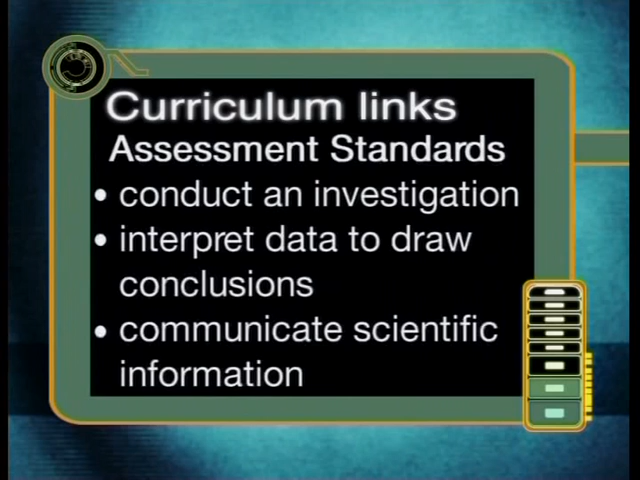 Curriculum links
Assessment Standards
• conduct an investigation
• interpret data to draw
conclusions
• communicate scientific
information